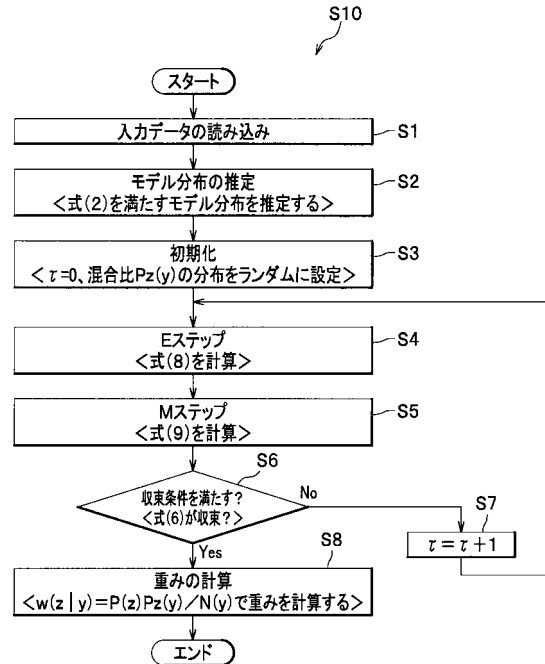 S10
スタート
入力データの読み込み
S1
モデル分布の推定
<式(2)を満たすモデル分布を推定する>
S2
初期化
<τ=0、混合比Pz(y)の分布をランダムに設定>
S3
Eステップ
<式(8)を計算>
S4
Mステップ
<式(9)を計算>
S5
S6
収束条件を満たす?
<式(6)が収束?>
No
Yes
S7
τ=τ+1
S8
重みの計算
<w(z|y)=P(z)Pz(y)/N(y)で重みを計算する>
エンド